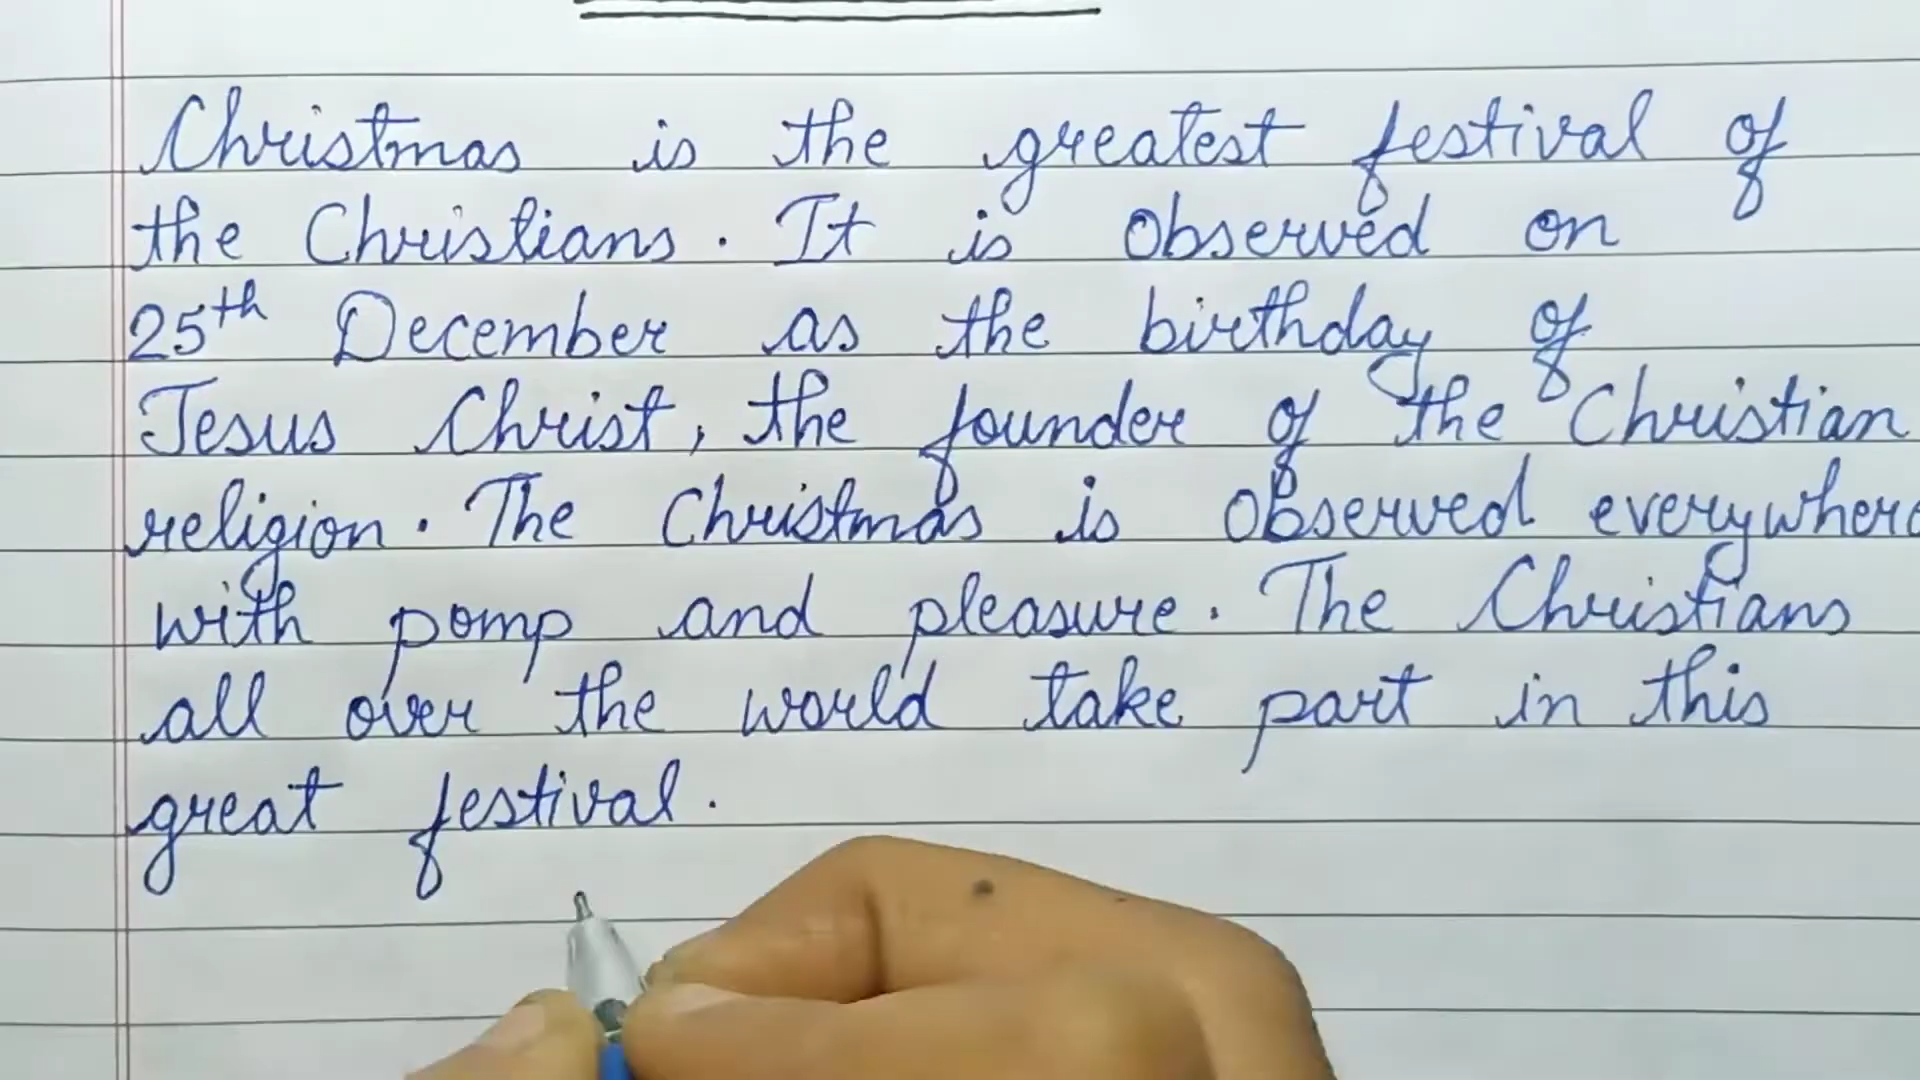 Christmas is the greatest festival of
the Christians. It is observed on
25th December as the birthday of
Jesus Christ, the founder of the Christian
religion. The Christmas is observed everywhere
with pomp and pleasure. The Christians
all over the world take part in this
great festival.